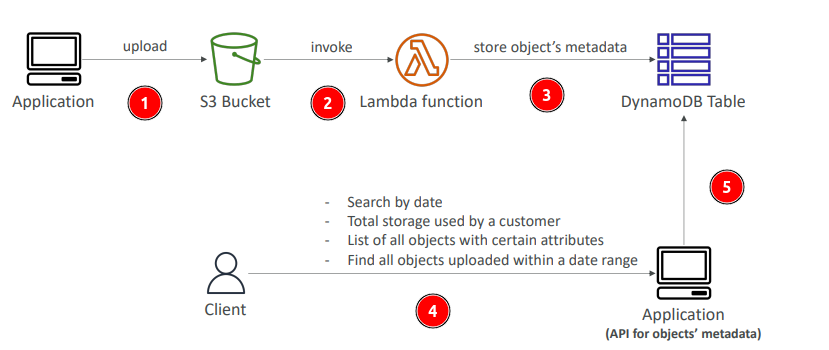 upload
invoke
store object's metadata
Application
1
S3 Bucket
2
Lambda function
3
DynamoDB Table
5
- Search by date
- Total storage used by a customer
- List of all objects with certain attributes
- Find all objects uploaded within a date range
Client
4
Application
(API for objects' metadata)